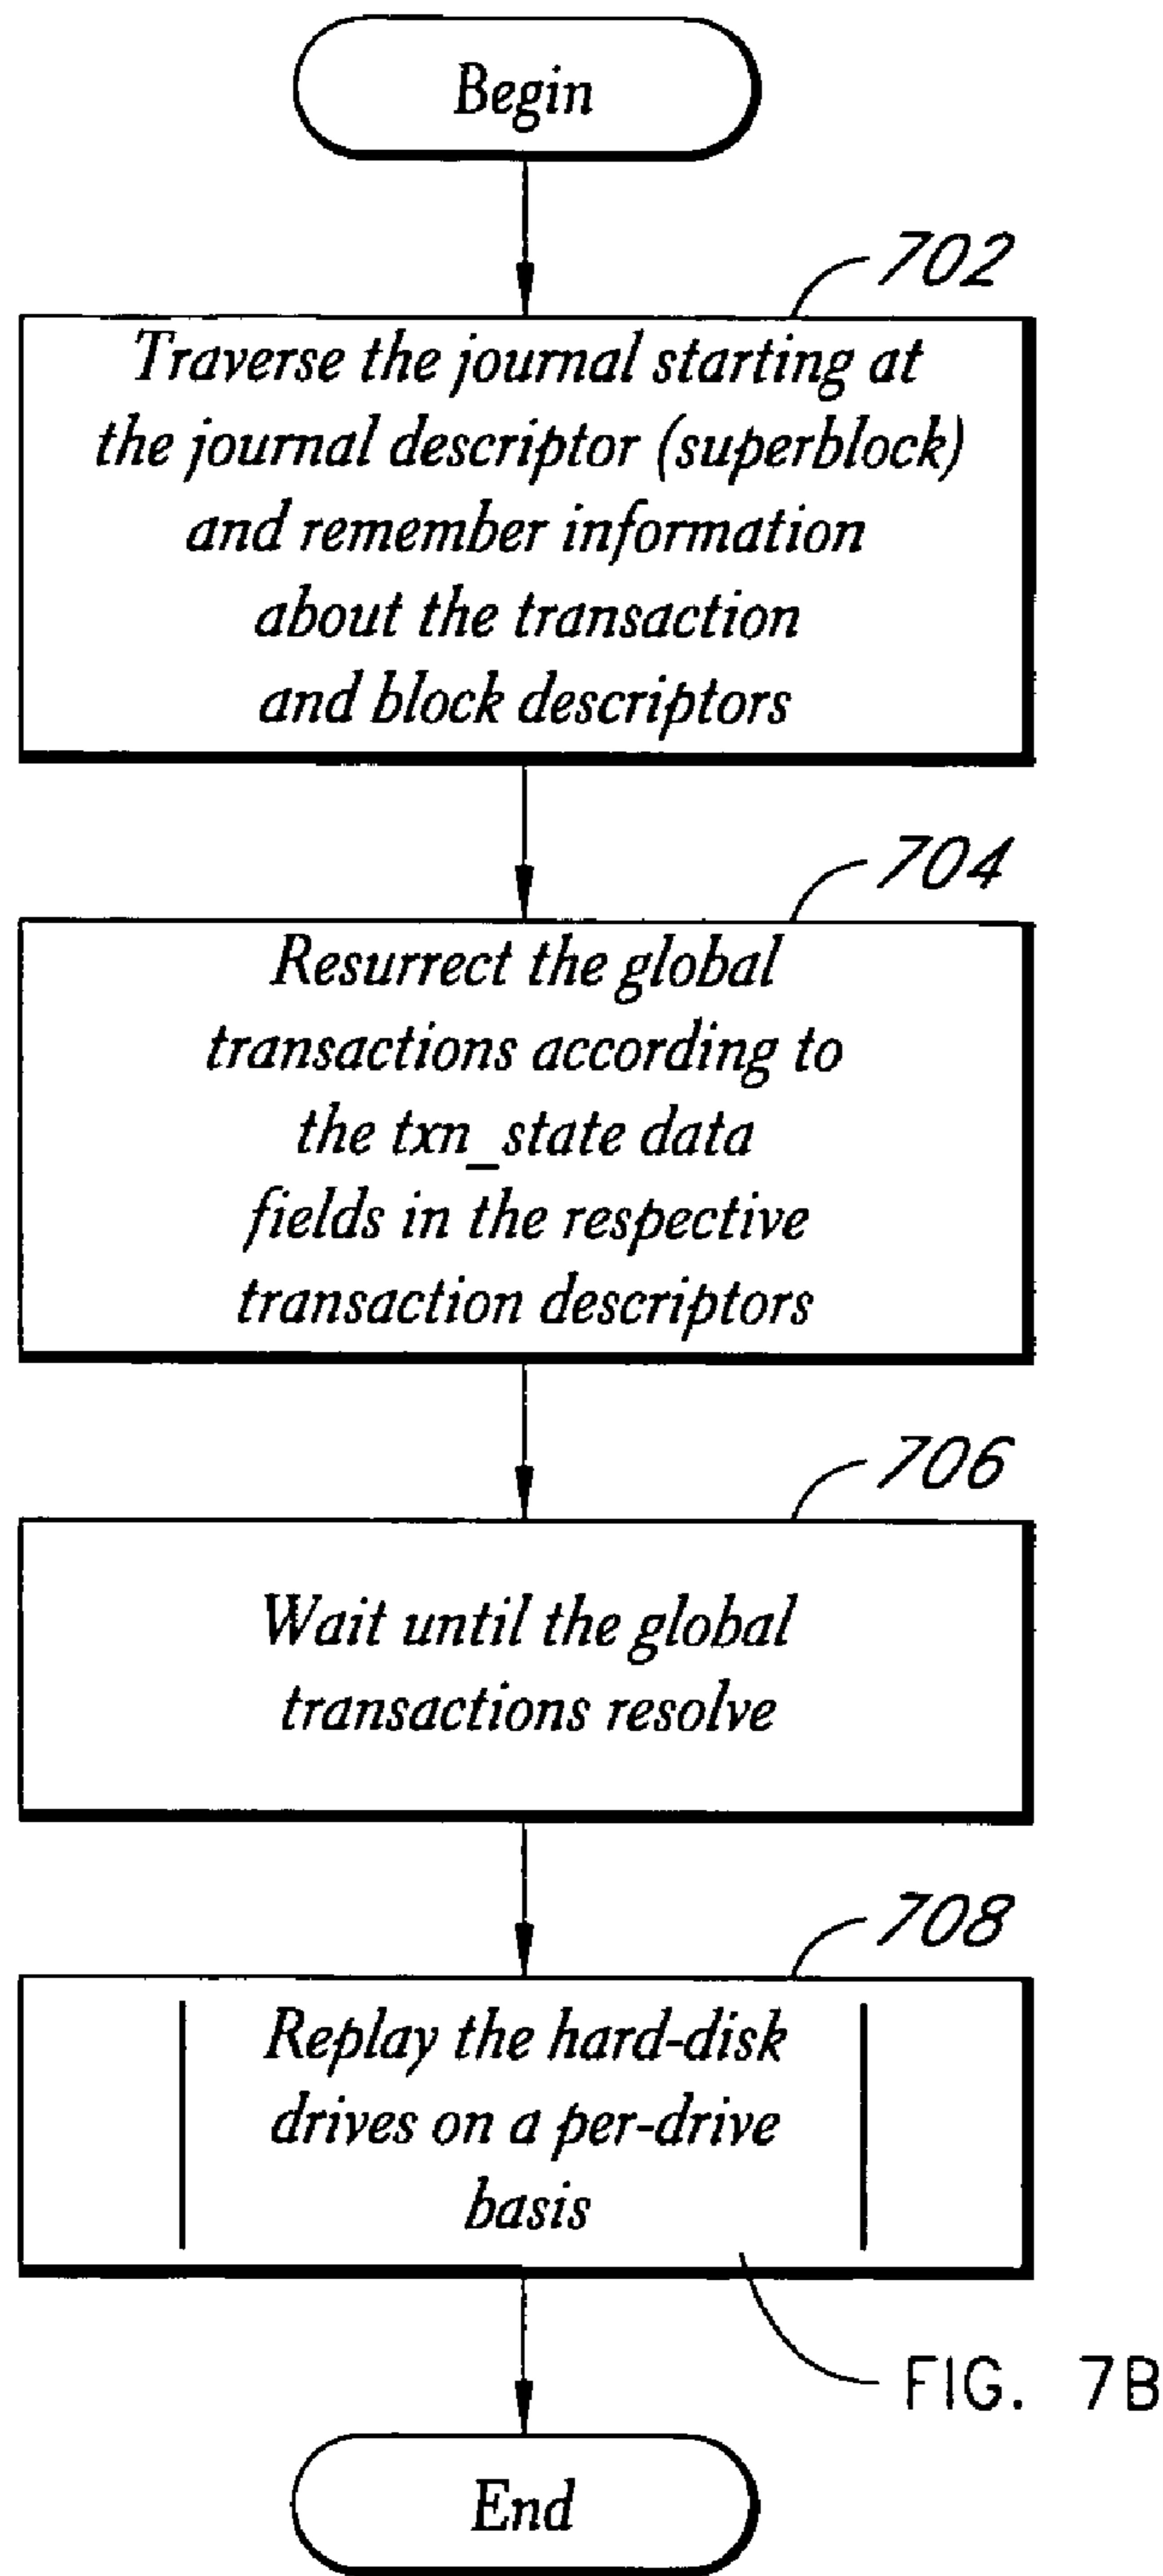 Begin
702
Traverse the journal starting at
the journal descriptor (superblock)
and remember information
about the transaction
and block descriptors
704
Resurrect the global
transactions according to
the txn_state data
fields in the respective
transaction descriptors
706
Wait until the global
transactions resolve
708
Replay the hard-disk
drives on a per-drive
basis
FIG. 7B
End